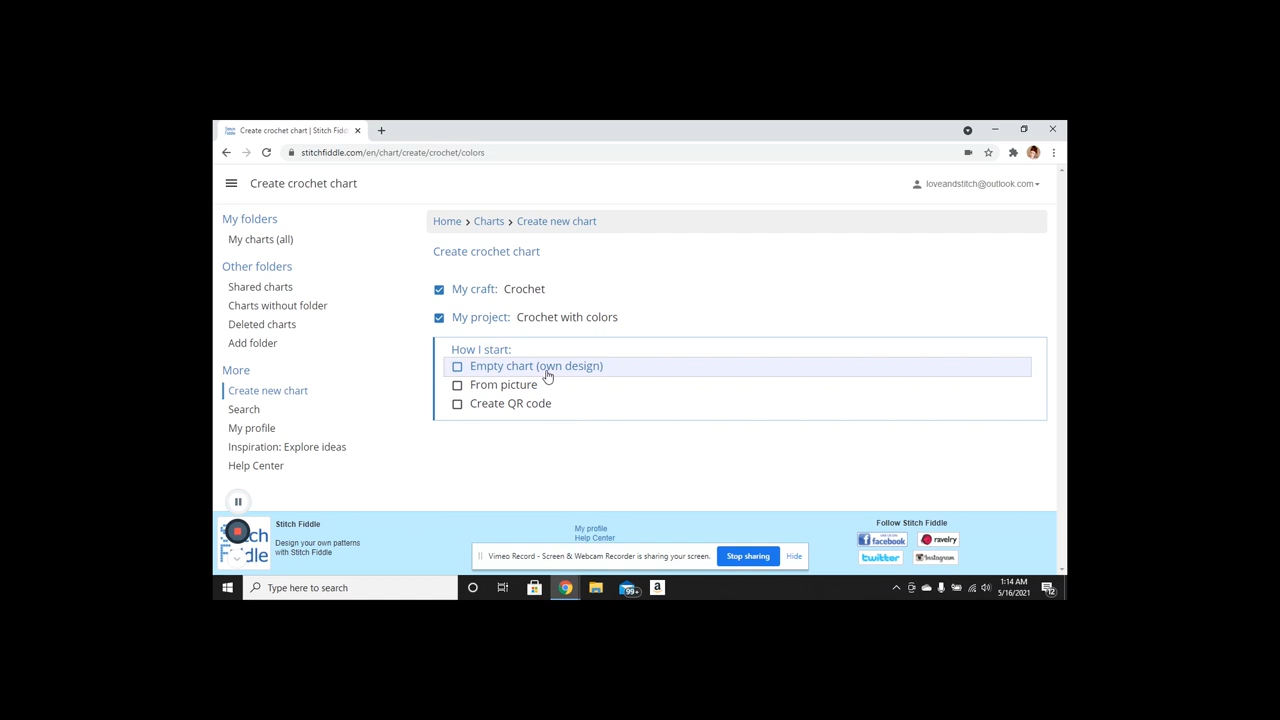 Create crochet chart | Stitch Fidd
stitchfiddle.com/en/chart/create/crochet/colors
Create crochet chart
loveandstitch@outlook.com
My folders
My charts (all)
Other folders
Shared charts
Charts without folder
Deleted charts
Add folder
More
Create new chart
Search
My profile
Inspiration: Explore ideas
Help Center
Home > Charts > Create new chart
Create crochet chart
My craft: Crochet
My project: Crochet with colors
How I start:
Empty chart (own design)
From picture
Create QR code
Fiddle
Stitch Fiddle
Design your own patterns
with Stitch Fiddle
My profile
Help Center
Follow Stitch Fiddle
facebook
ravelry
twitter
Instagram
Vimeo Record - Screen & Webcam Recorder is sharing your screen.
Stop sharing
Hide
Type here to search
99+
a
1:14 AM
5/16/2021
12